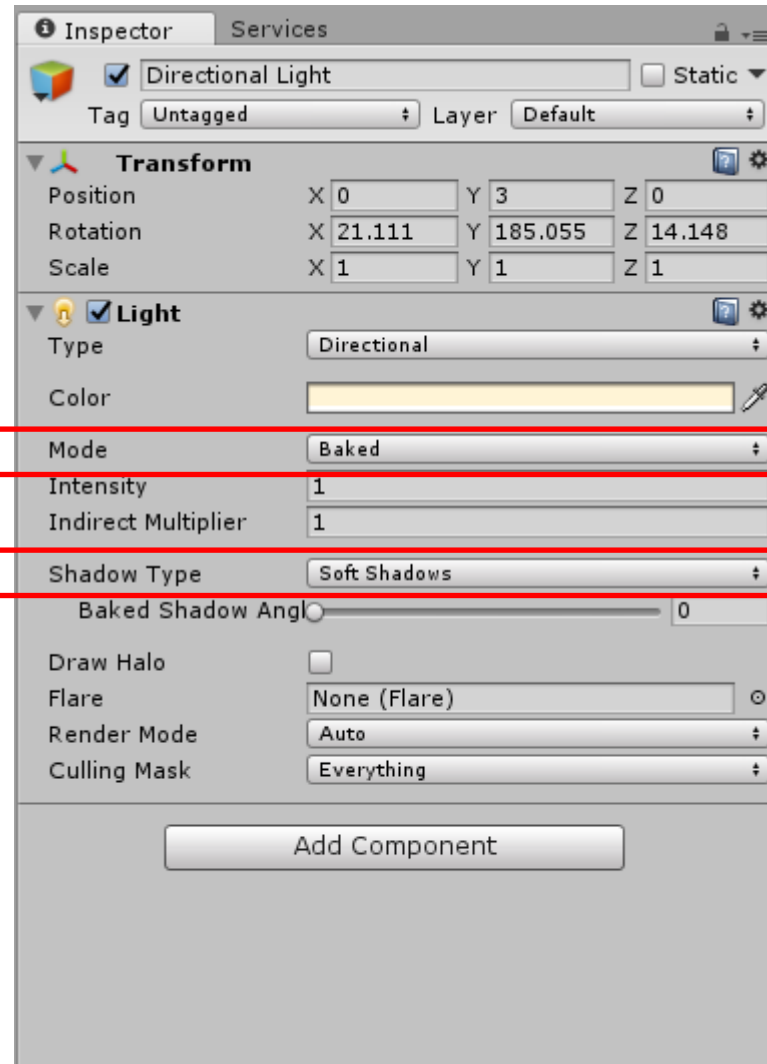 Inspector Services
Directional Light Static
Tag Untagged Layer Default
Transform
Position X 0 Y 3 Z 0
Rotation X 21.111 Y 185.055 Z 14.148
Scale X 1 Y 1 Z 1
Light
Type Directional
Color
Mode Baked
Intensity 1
Indirect Multiplier 1
Shadow Type Soft Shadows
Baked Shadow Angl 0
Draw Halo
Flare None (Flare)
Render Mode Auto
Culling Mask Everything
Add Component